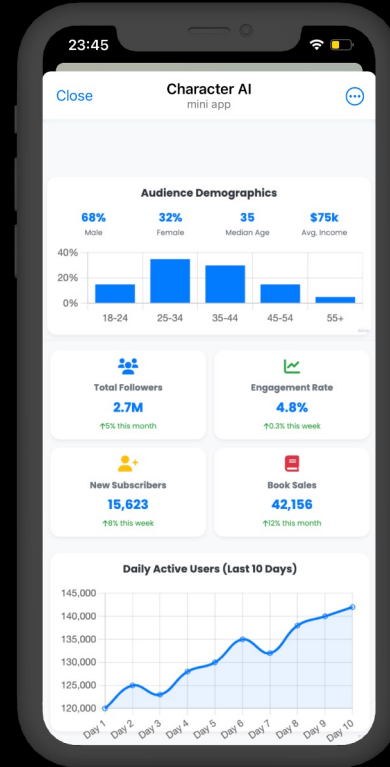 23:45
Close
Character AI
mini app
Audience Demographics
68% 32% 35 $75k
Male Female Median Age Avg. Income
40%
20%
0%
18-24 25-34 35-44 45-54 55+
Total Followers
2.7M
↑5% this month
Engagement Rate
4.8%
↑0.3% this week
New Subscribers
15,623
↑8% this week
Book Sales
42,156
↑12% this month
Daily Active Users (Last 10 Days)
145,000
140,000
135,000
130,000
125,000
120,000
Day 1 Day 2 Day 3 Day 4 Day 5 Day 6 Day 7 Day 8 Day 9 Day 10